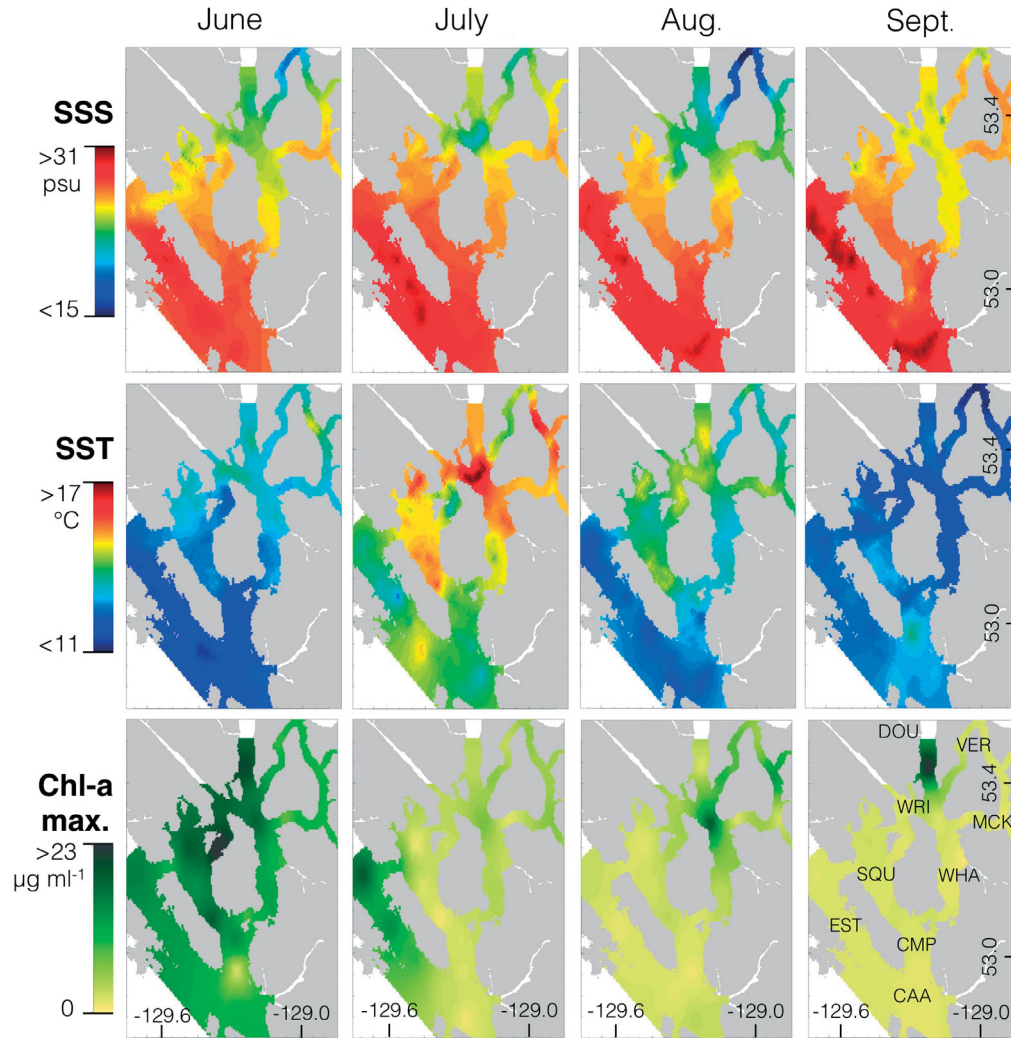 June July Aug. Sept.
SSS
>31
psu
<15
53.4
53.0
SST
>17
°C
<11
53.4
53.0
Chl-a
max.
>23
µg ml-1
0
DOU
VER
WRI
MCK
SQU
WHA
EST
CMP
CAA
53.4
53.0
-129.6 -129.0 -129.6 -129.0 -129.6 -129.0 -129.6 -129.0